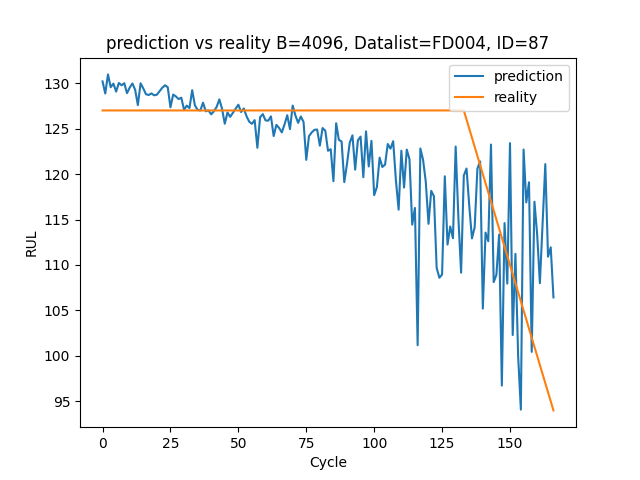 prediction vs reality B=4096, Datalist=FD004, ID=87
prediction
reality
RUL
130
125
120
115
110
105
100
95
0 25 50 75 100 125 150
Cycle